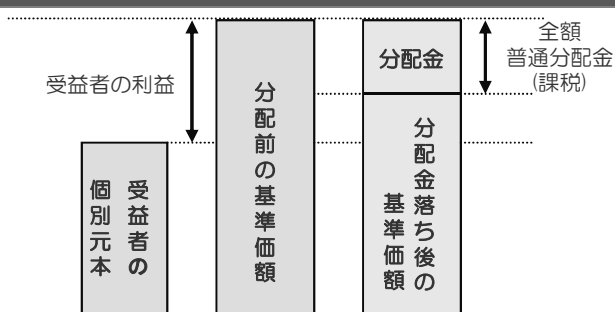 受益者の利益
受益者の
個別元本
分配前の基準価額
分配金
分配金落ち後の
基準価額
全額
普通分配金
(課税)